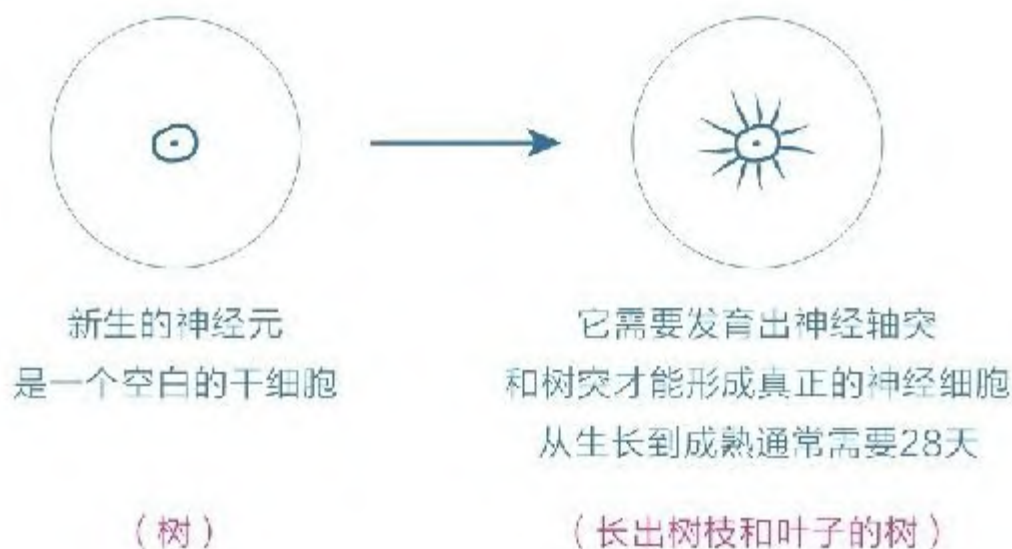 新生的神经元
是一个空白的干细胞
（树）
它需要发育出神经轴突
和树突才能形成真正的神经细胞
从生长到成熟通常需要28天
（长出树枝和叶子的树）